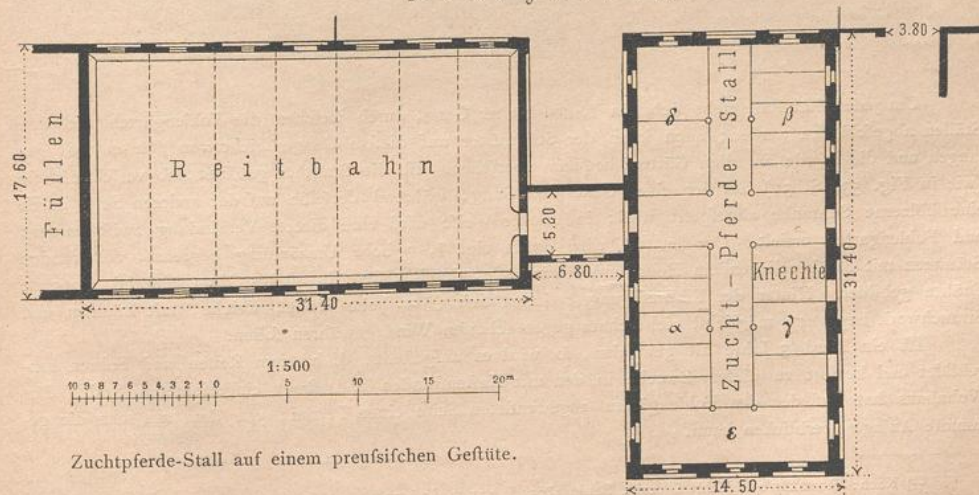 3.80
17.60
Füllen
Reitbahn
5.20
6.80
31.40
δ
β
Zucht-Pferde-Stall
Knechte
α
γ
ε
31.40
14.50
1:500
10 9 8 7 6 5 4 3 2 1 0 5 10 15 20m
Zuchtpferde-Stall auf einem preuſsiſchen Geſtüte.